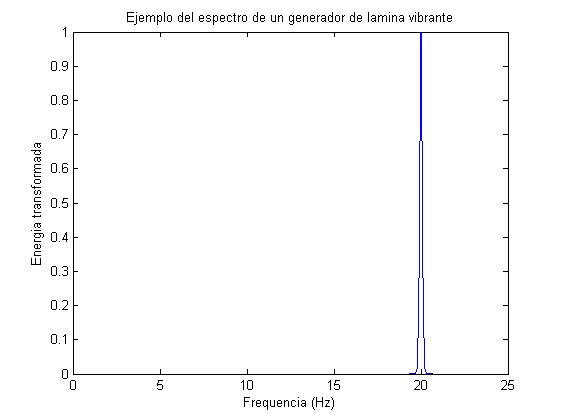 Ejemplo del espectro de un generador de lamina vibrante
1
0.9
0.8
0.7
0.6
0.5
0.4
0.3
0.2
0.1
0
Energia transformada
0 5 10 15 20 25
Frequencia (Hz)